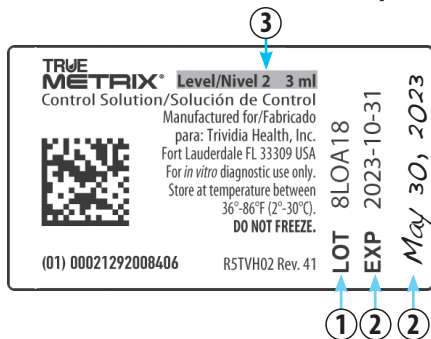 3
TRUE
METRIX®
Level/Nivel 2 3 ml
Control Solution/Solución de Control
Manufactured for/Fabricado
para: Trividia Health, Inc.
Fort Lauderdale FL 33309 USA
For in vitro diagnostic use only.
Store at temperature between
36°-86°F (2°-30°C).
DO NOT FREEZE.
(01) 00021292008406 R5TVH02 Rev. 41
LOT 8LOA18
EXP 2023-10-31
May 30, 2023
1 2 2